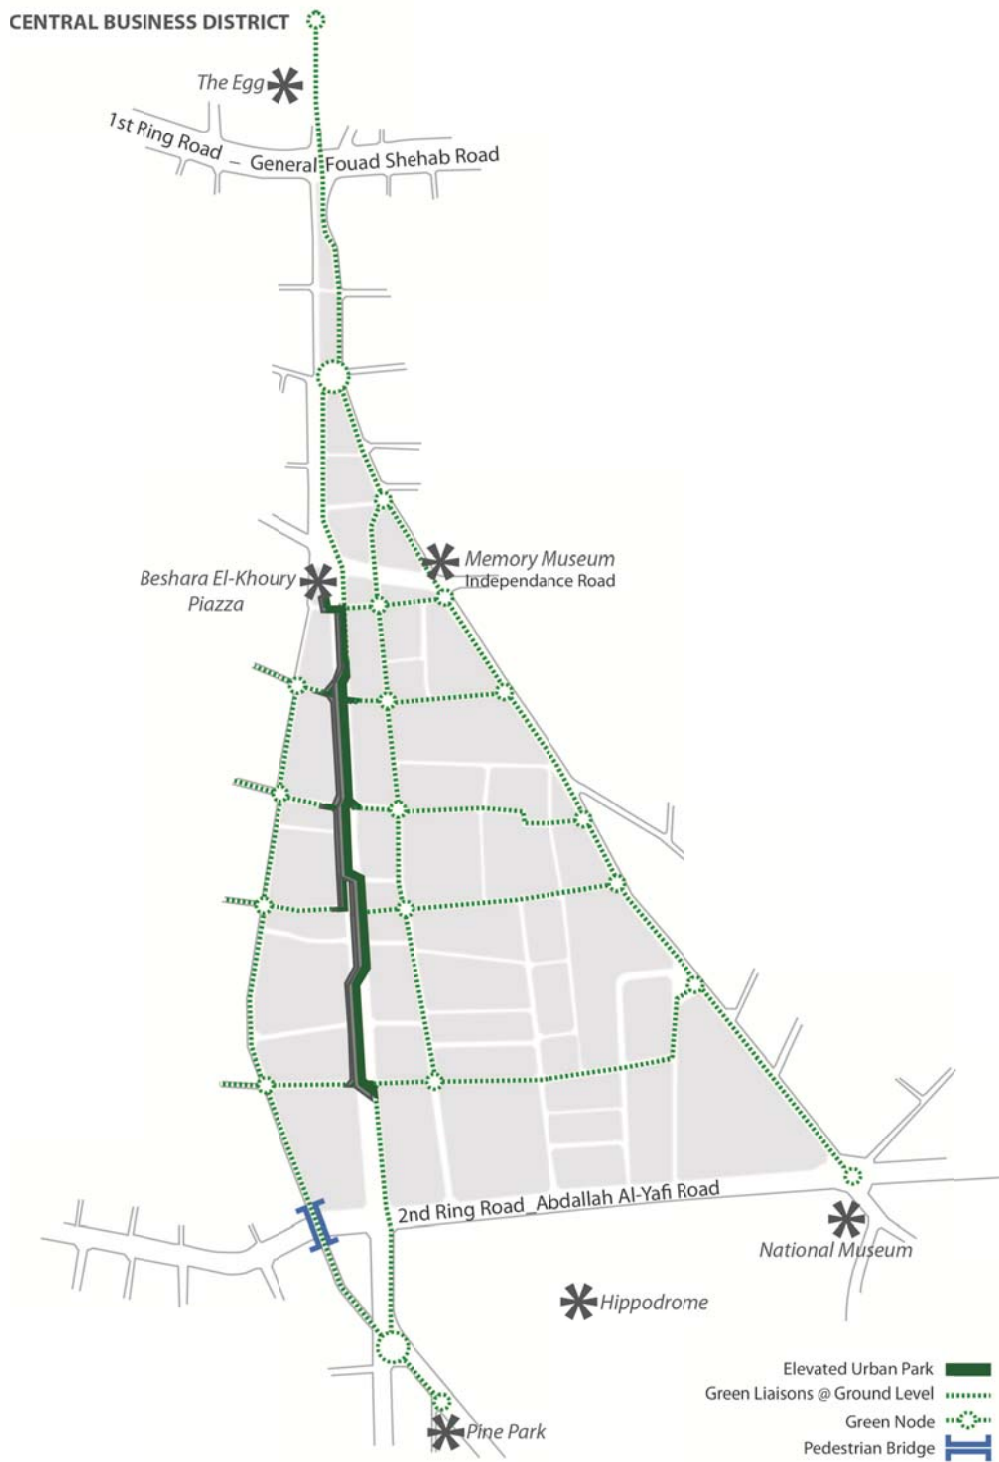 CENTRAL BUSINESS DISTRICT
The Egg
1st Ring Road _ General Fouad Shehab Road
Memory Museum
Independance Road
Beshara El-Khoury
Piazza
2nd Ring Road_Abdallah Al-Yafi Road
National Museum
Hippodrome
Pine Park
Elevated Urban Park
Green Liaisons @ Ground Level
Green Node
Pedestrian Bridge